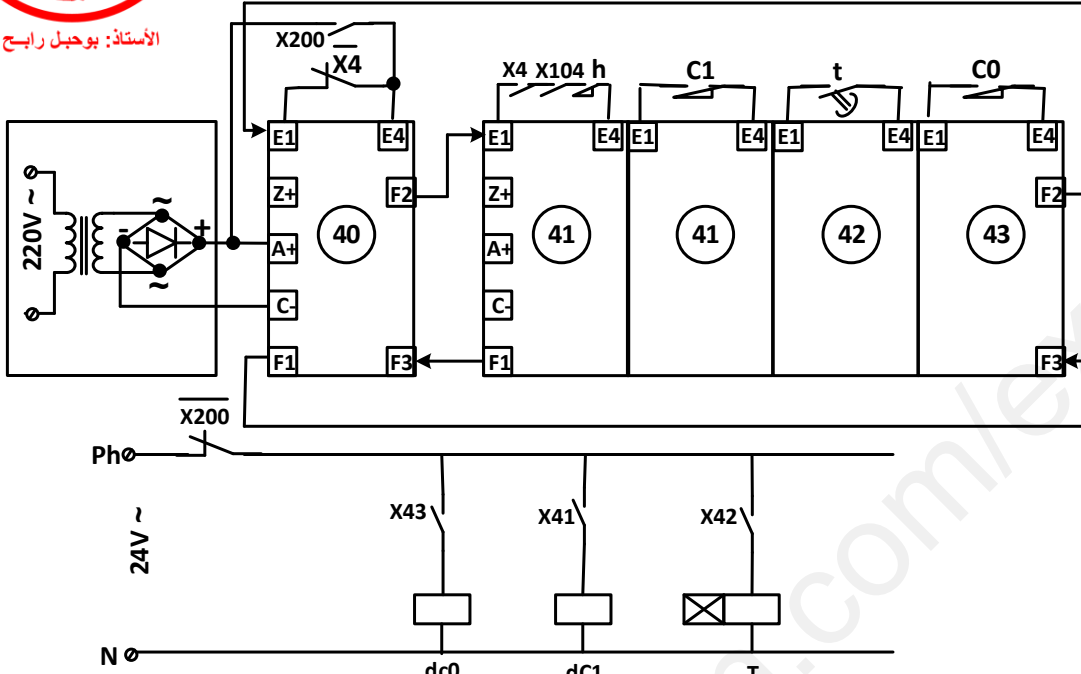 الأستاذ: بوحبل رابح
X200
X4
X4 X104 h
C1
t
C0
E1 E4 E1 E4 E1 E4 E1 E4 E1 E4
Z+ F2 Z+ F2
220V ~
~
- +
~
40 41 41 42 43
A+ A+
C- C-
F1 F3 F1 F3
X200
Ph
X43 X41 X42
24V ~
N
dc0 dC1 T
.com/ex